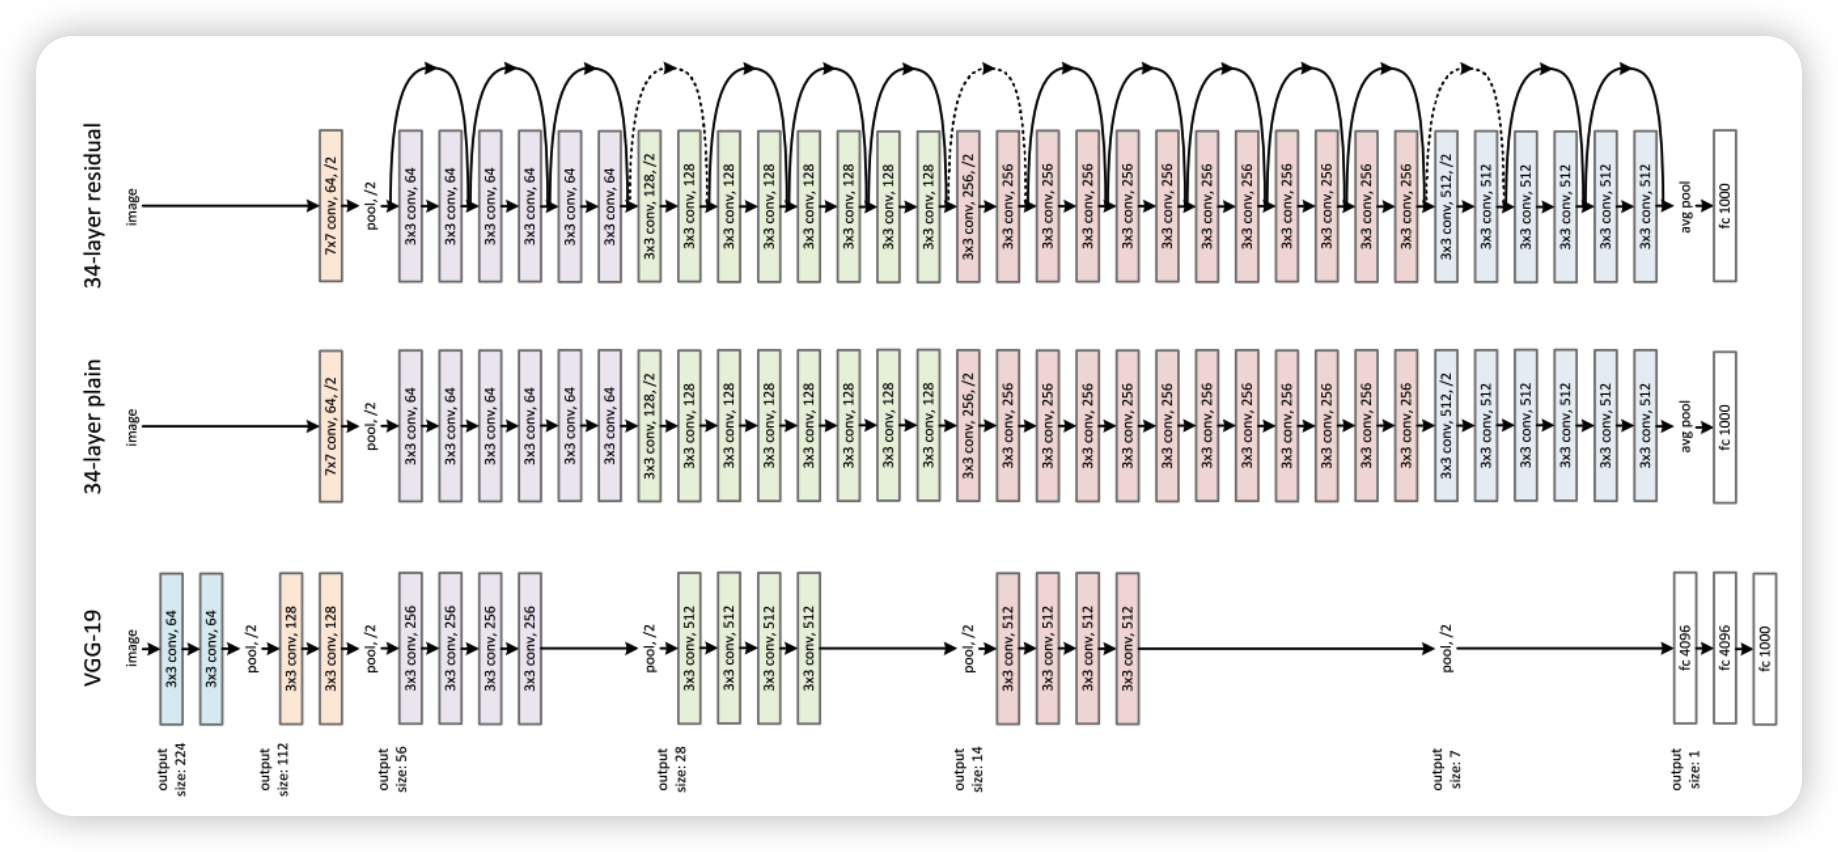 34-layer residual
image
7x7 conv, 64, /2
pool, /2
3x3 conv, 64
3x3 conv, 64
3x3 conv, 64
3x3 conv, 64
3x3 conv, 64
3x3 conv, 64
3x3 conv, 128, /2
3x3 conv, 128
3x3 conv, 128
3x3 conv, 128
3x3 conv, 128
3x3 conv, 128
3x3 conv, 128
3x3 conv, 128
3x3 conv, 256, /2
3x3 conv, 256
3x3 conv, 256
3x3 conv, 256
3x3 conv, 256
3x3 conv, 256
3x3 conv, 256
3x3 conv, 256
3x3 conv, 256
3x3 conv, 256
3x3 conv, 256
3x3 conv, 256
3x3 conv, 512, /2
3x3 conv, 512
3x3 conv, 512
3x3 conv, 512
3x3 conv, 512
3x3 conv, 512
avg pool
fc 1000
34-layer plain
image
7x7 conv, 64, /2
pool, /2
3x3 conv, 64
3x3 conv, 64
3x3 conv, 64
3x3 conv, 64
3x3 conv, 64
3x3 conv, 64
3x3 conv, 128, /2
3x3 conv, 128
3x3 conv, 128
3x3 conv, 128
3x3 conv, 128
3x3 conv, 128
3x3 conv, 128
3x3 conv, 128
3x3 conv, 256, /2
3x3 conv, 256
3x3 conv, 256
3x3 conv, 256
3x3 conv, 256
3x3 conv, 256
3x3 conv, 256
3x3 conv, 256
3x3 conv, 256
3x3 conv, 256
3x3 conv, 256
3x3 conv, 256
3x3 conv, 512, /2
3x3 conv, 512
3x3 conv, 512
3x3 conv, 512
3x3 conv, 512
3x3 conv, 512
avg pool
fc 1000
VGG-19
image
3x3 conv, 64
3x3 conv, 64
pool, /2
3x3 conv, 128
3x3 conv, 128
pool, /2
3x3 conv, 256
3x3 conv, 256
3x3 conv, 256
3x3 conv, 256
pool, /2
3x3 conv, 512
3x3 conv, 512
3x3 conv, 512
3x3 conv, 512
pool, /2
3x3 conv, 512
3x3 conv, 512
3x3 conv, 512
3x3 conv, 512
pool, /2
fc 4096
fc 4096
fc 1000
output
size: 224
output
size: 112
output
size: 56
output
size: 28
output
size: 14
output
size: 7
output
size: 1